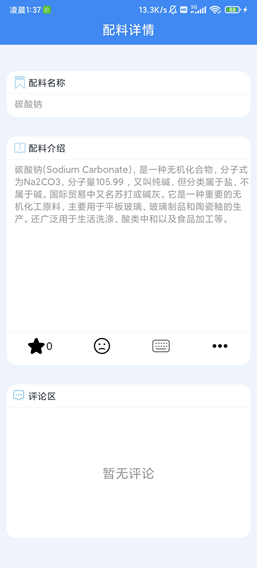 凌晨1:37
13.3K/s
HD
5G
88
配料详情
配料名称
碳酸钠
配料介绍
碳酸钠(Sodium Carbonate)，是一种无机化合物，分子式
为Na2CO3，分子量105.99 ，又叫纯碱，但分类属于盐，不
属于碱。国际贸易中又名苏打或碱灰。它是一种重要的无
机化工原料，主要用于平板玻璃、玻璃制品和陶瓷釉的生
产。还广泛用于生活洗涤、酸类中和以及食品加工等。
0
评论区
暂无评论